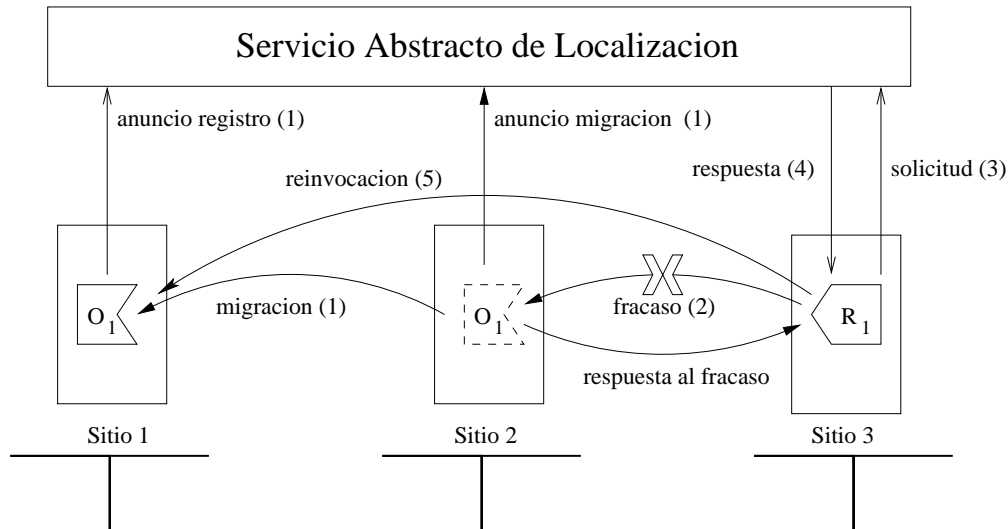 Servicio Abstracto de Localizacion
anuncio registro (1)
anuncio migracion (1)
respuesta (4)
solicitud (3)
reinvocacion (5)
migracion (1)
fracaso (2)
O1
O1
R1
respuesta al fracaso
Sitio 1
Sitio 2
Sitio 3